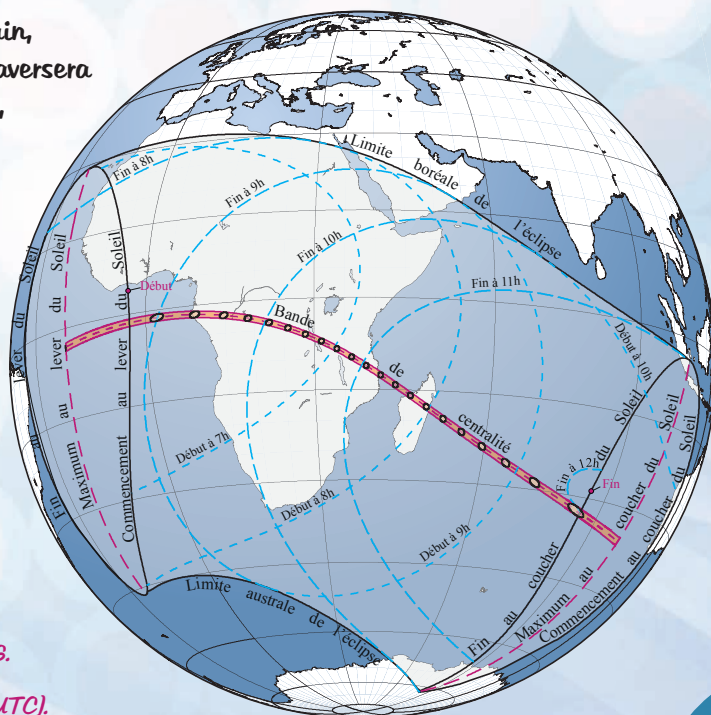 in,
aversera
Limite boréale de l'éclipse
Fin à 8h
Fin à 9h
Fin à 10h
Fin à 11h
Fin à 12h
Début à 7h
Début à 8h
Début à 9h
Début à 10h
Début
Fin
Bande de centralité
Fin au lever du Soleil
Maximum au lever du Soleil
Commencement au lever du Soleil
Limite australe de l'éclipse
Fin au coucher du Soleil
Maximum au coucher du Soleil
Commencement au coucher du Soleil
s.
UTC).